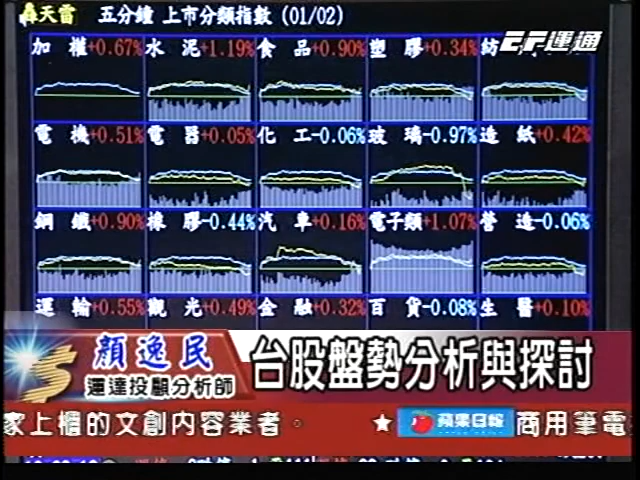 轟天雷 五分鐘 上市分類指數 (01/02)
EF運通
加權+0.67% 水泥+1.19% 食品+0.90% 塑膠+0.34% 紡
電機+0.51% 電器+0.05% 化工-0.06% 玻璃-0.97% 造紙+0.42%
鋼鐵+0.90% 橡膠-0.44% 汽車+0.16% 電子類+1.07% 營造-0.06%
運輸+0.55% 觀光+0.49% 金融+0.32% 百貨-0.08% 生醫+0.10%
顏逸民
運達投顧分析師
台股盤勢分析與探討
家上櫃的文創內容業者。 ★ 蘋果日報 商用筆電